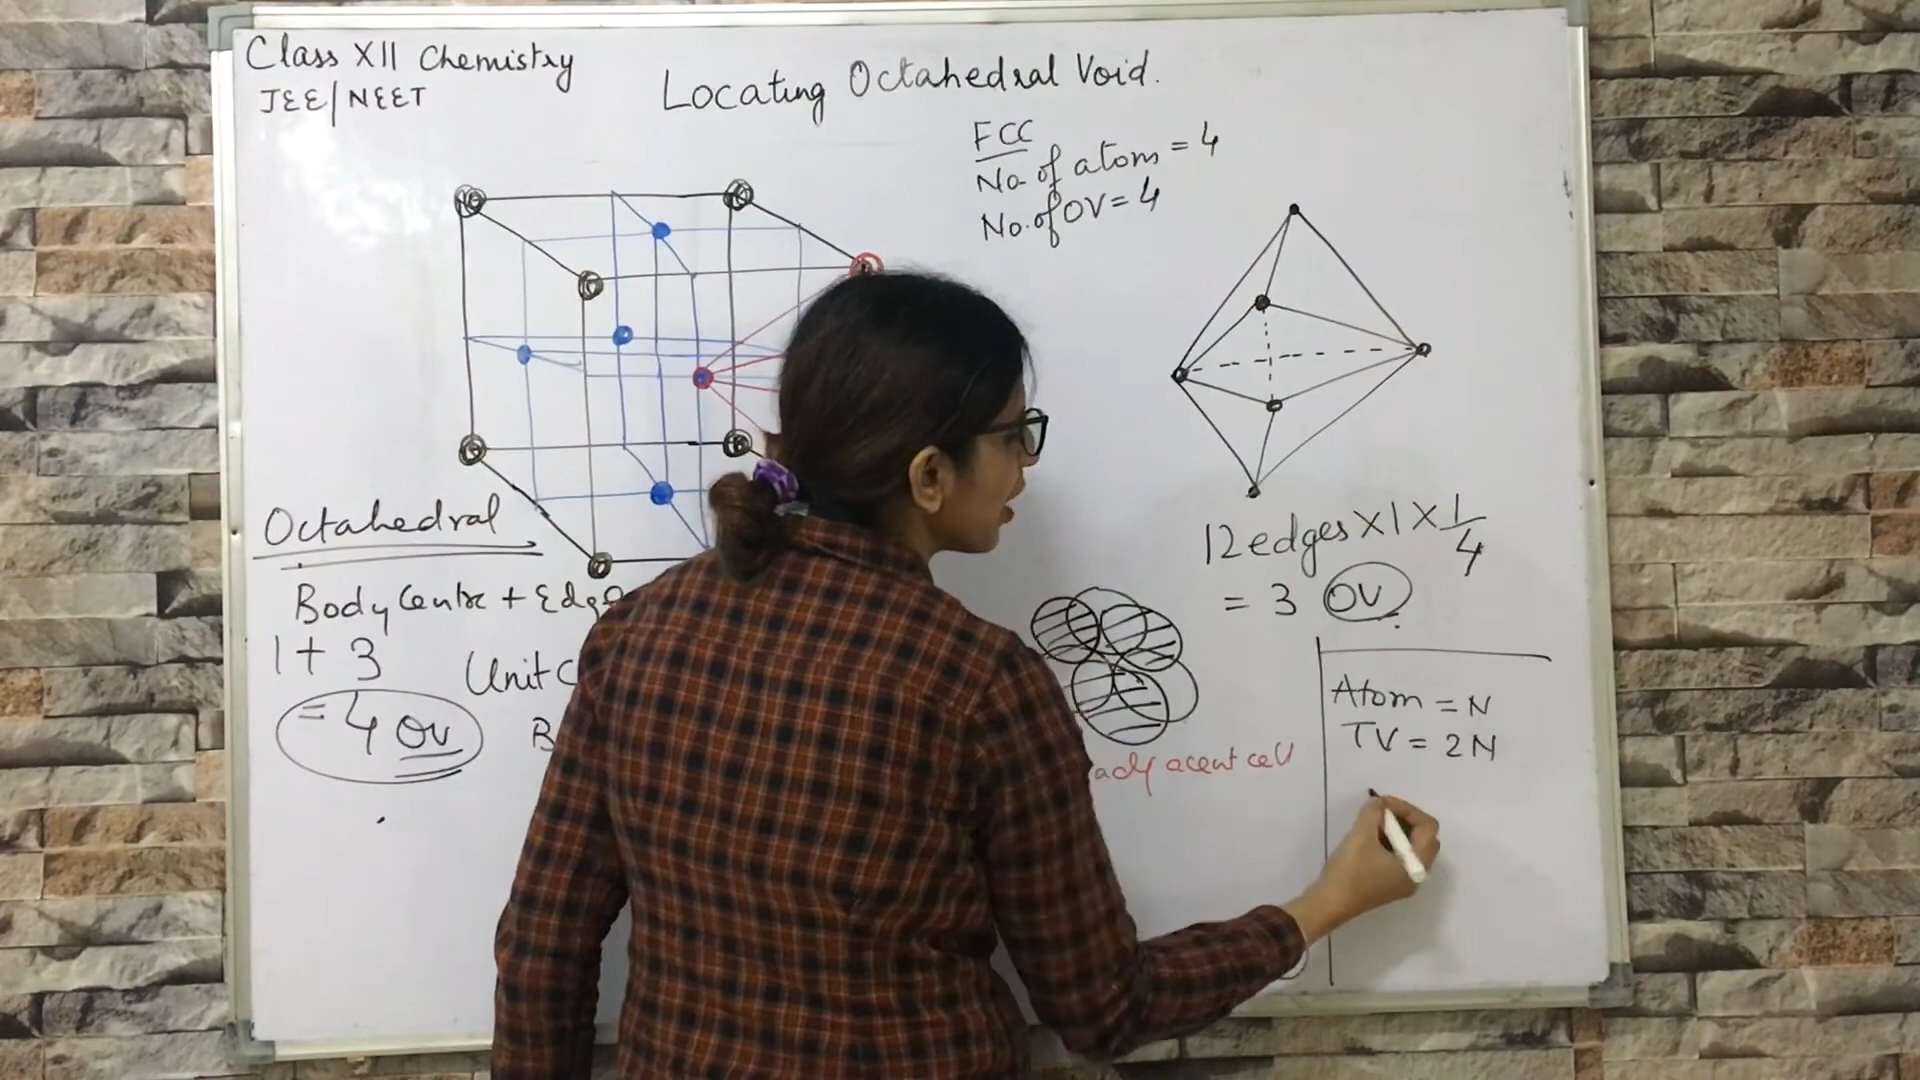 Class XII Chemistry
JEE/NEET
Locating Octahedral Void.
FCC
No. of atom = 4
No. of OV = 4
Octahedral
Body Centre + Edge
1 + 3
= 4 OV
Unit C
B
12 edges × 1 × 1/4
= 3 OV
adjacent cell
Atom = N
TV = 2N